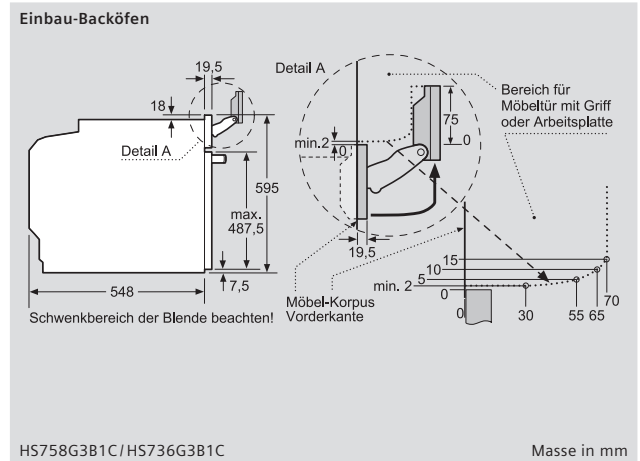 Einbau-Backöfen
19,5
18
Detail A
595
max.
487,5
7,5
548
Schwenkbereich der Blende beachten!
Detail A
Bereich für
Möbeltür mit Griff
oder Arbeitsplatte
75
0
min.2
0
19,5
Möbel-Korpus
Vorderkante
15
10
5
min. 2
0
0
30
55
65
70
HS758G3B1C/HS736G3B1C
Masse in mm